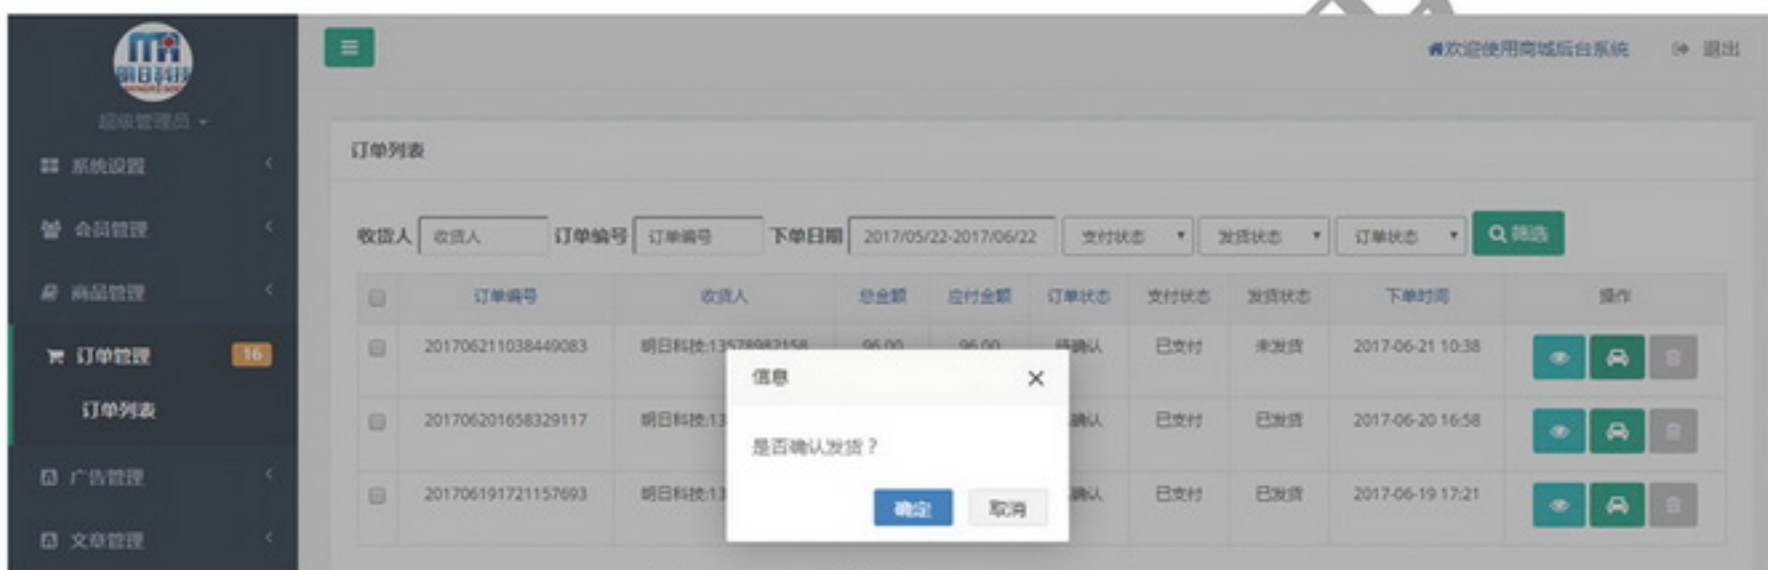 明日科技
超级管理员
系统设置
会员管理
商品管理
订单管理 16
订单列表
广告管理
文章管理
欢迎使用商城后台系统 退出
订单列表
收货人 收货人 订单编号 订单编号 下单日期 2017/05/22-2017/06/22 支付状态 发货状态 订单状态 筛选
订单编号 收货人 总金额 应付金额 订单状态 支付状态 发货状态 下单时间 操作
201706211038449083 明日科技:13578982158 96.00 96.00 待确认 已支付 未发货 2017-06-21 10:38
201706201658329117 明日科技:13 确认 已支付 已发货 2017-06-20 16:58
201706191721157693 明日科技:13 确认 已支付 已发货 2017-06-19 17:21
信息
是否确认发货？
确定 取消